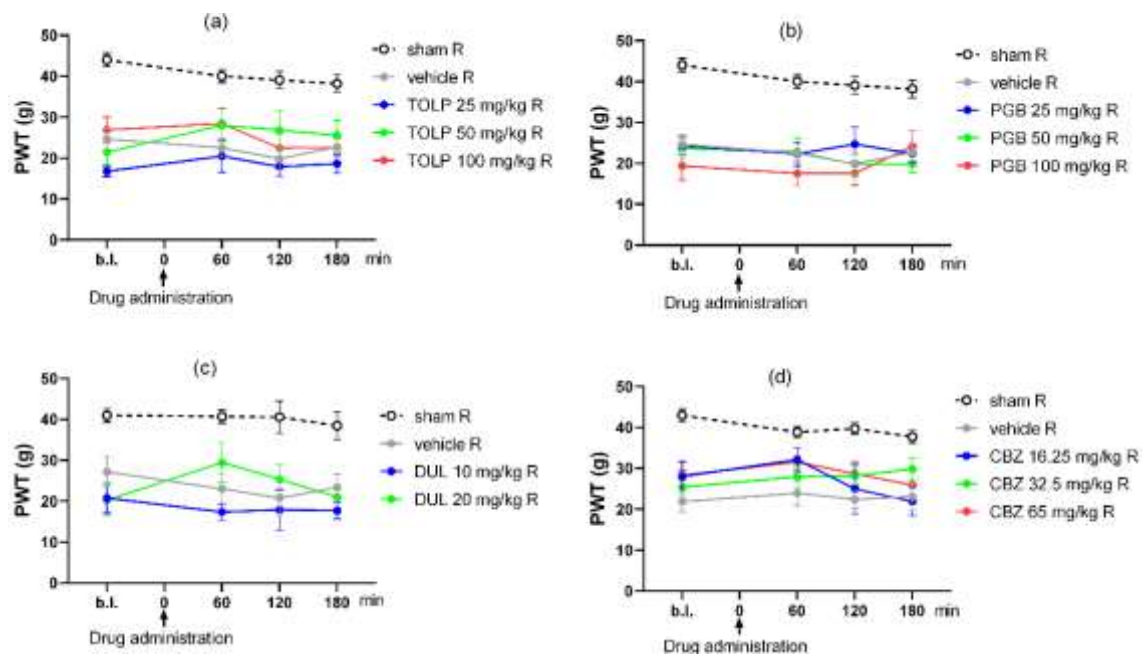 (a)
50
40
30
20
10
0
PWT (g)
b.l. 0 60 120 180 min
Drug administration
sham R
vehicle R
TOLP 25 mg/kg R
TOLP 50 mg/kg R
TOLP 100 mg/kg R
(b)
50
40
30
20
10
0
PWT (g)
b.l. 0 60 120 180 min
Drug administration
sham R
vehicle R
PGB 25 mg/kg R
PGB 50 mg/kg R
PGB 100 mg/kg R
(c)
50
40
30
20
10
0
PWT (g)
b.l. 0 60 120 180 min
Drug administration
sham R
vehicle R
DUL 10 mg/kg R
DUL 20 mg/kg R
(d)
50
40
30
20
10
0
PWT (g)
b.l. 0 60 120 180 min
Drug administration
sham R
vehicle R
CBZ 16.25 mg/kg R
CBZ 32.5 mg/kg R
CBZ 65 mg/kg R